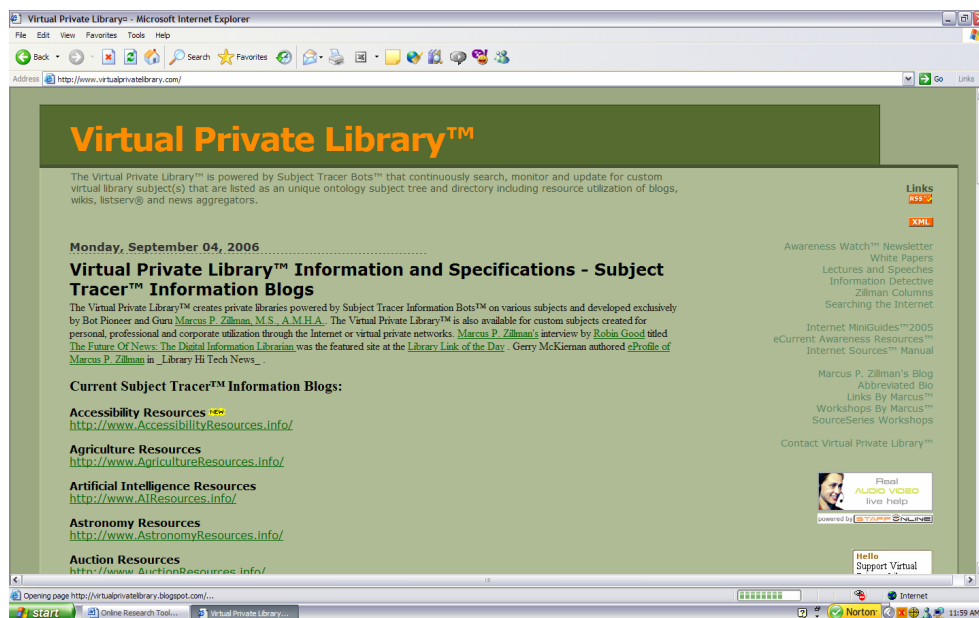 Virtual Private Library¤ - Microsoft Internet Explorer
File Edit View Favorites Tools Help
Back Search Favorites
Address http://www.virtualprivatelibrary.com/ Go Links
Virtual Private Library™
The Virtual Private Library™ is powered by Subject Tracer Bots™ that continuously search, monitor and update for custom
virtual library subject(s) that are listed as an unique ontology subject tree and directory including resource utilization of blogs,
wikis, listserv® and news aggregators.
Monday, September 04, 2006
Virtual Private Library™ Information and Specifications - Subject
Tracer™ Information Blogs
The Virtual Private Library™ creates private libraries powered by Subject Tracer Information Bots™ on various subjects and developed exclusively
by Bot Pioneer and Guru Marcus P. Zillman, M.S., A.M.H.A.. The Virtual Private Library™ is also available for custom subjects created for
personal, professional and corporate utilization through the Internet or virtual private networks. Marcus P. Zillman's interview by Robin Good titled
The Future Of News: The Digital Information Librarian was the featured site at the Library Link of the Day . Gerry McKiernan authored eProfile of
Marcus P. Zillman in _Library Hi Tech News_ .
Current Subject Tracer™ Information Blogs:
Accessibility Resources NEW
http://www.AccessibilityResources.info/
Agriculture Resources
http://www.AgricultureResources.info/
Artificial Intelligence Resources
http://www.AIResources.info/
Astronomy Resources
http://www.AstronomyResources.info/
Auction Resources
http://www.AuctionResources.info/
Links
RSS
XML
Awareness Watch™ Newsletter
White Papers
Lectures and Speeches
Information Detective
Zillman Columns
Searching the Internet
Internet MiniGuides™2005
eCurrent Awareness Resources™
Internet Sources™ Manual
Marcus P. Zillman's Blog
Abbreviated Bio
Links By Marcus™
Workshops By Marcus™
SourceSeries Workshops
Contact Virtual Private Library™
Real
AUDIO VIDEO
live help
powered by STAFF ONLINE
Hello
Support Virtual
Opening page http://virtualprivatelibrary.blogspot.com/... Internet
start Online Research Tool... Virtual Private Library... Norton 11:59 AM